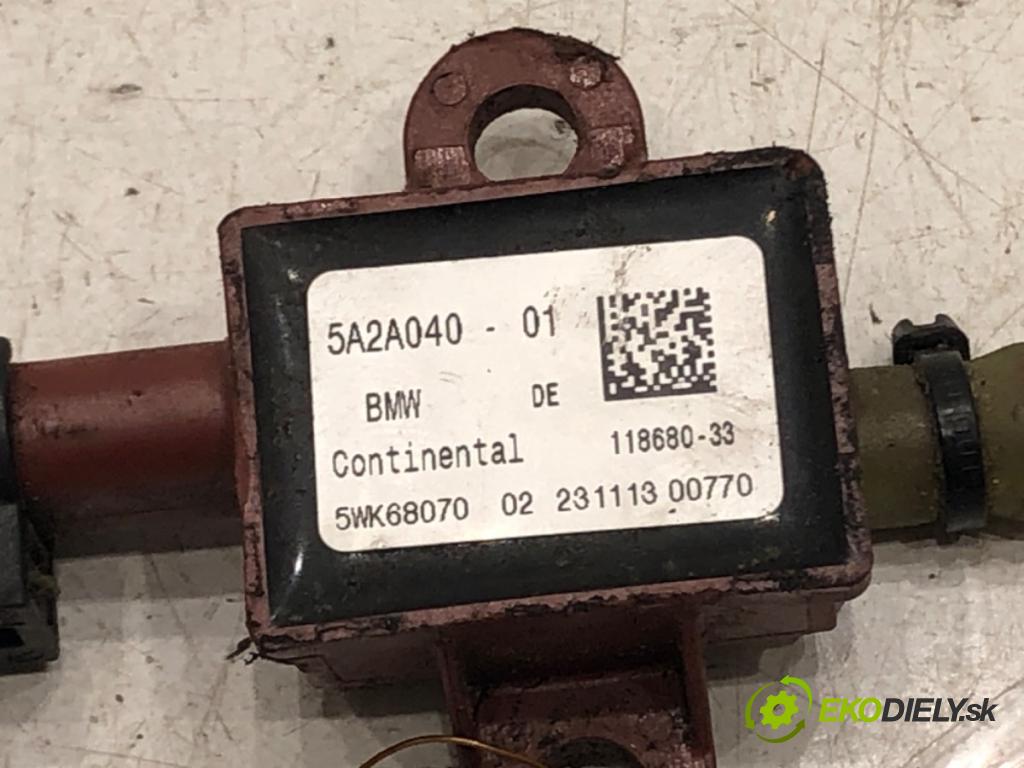 5A2A040 - 01
BMW DE
Continental 118680-33
5WK68070 02 231113 00770
EKODIELY.sk